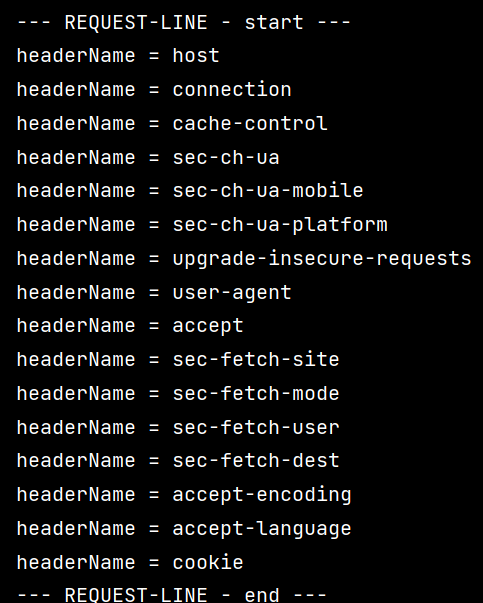 --- REQUEST-LINE - start ---
headerName = host
headerName = connection
headerName = cache-control
headerName = sec-ch-ua
headerName = sec-ch-ua-mobile
headerName = sec-ch-ua-platform
headerName = upgrade-insecure-requests
headerName = user-agent
headerName = accept
headerName = sec-fetch-site
headerName = sec-fetch-mode
headerName = sec-fetch-user
headerName = sec-fetch-dest
headerName = accept-encoding
headerName = accept-language
headerName = cookie
--- REQUEST-LINE - end ---